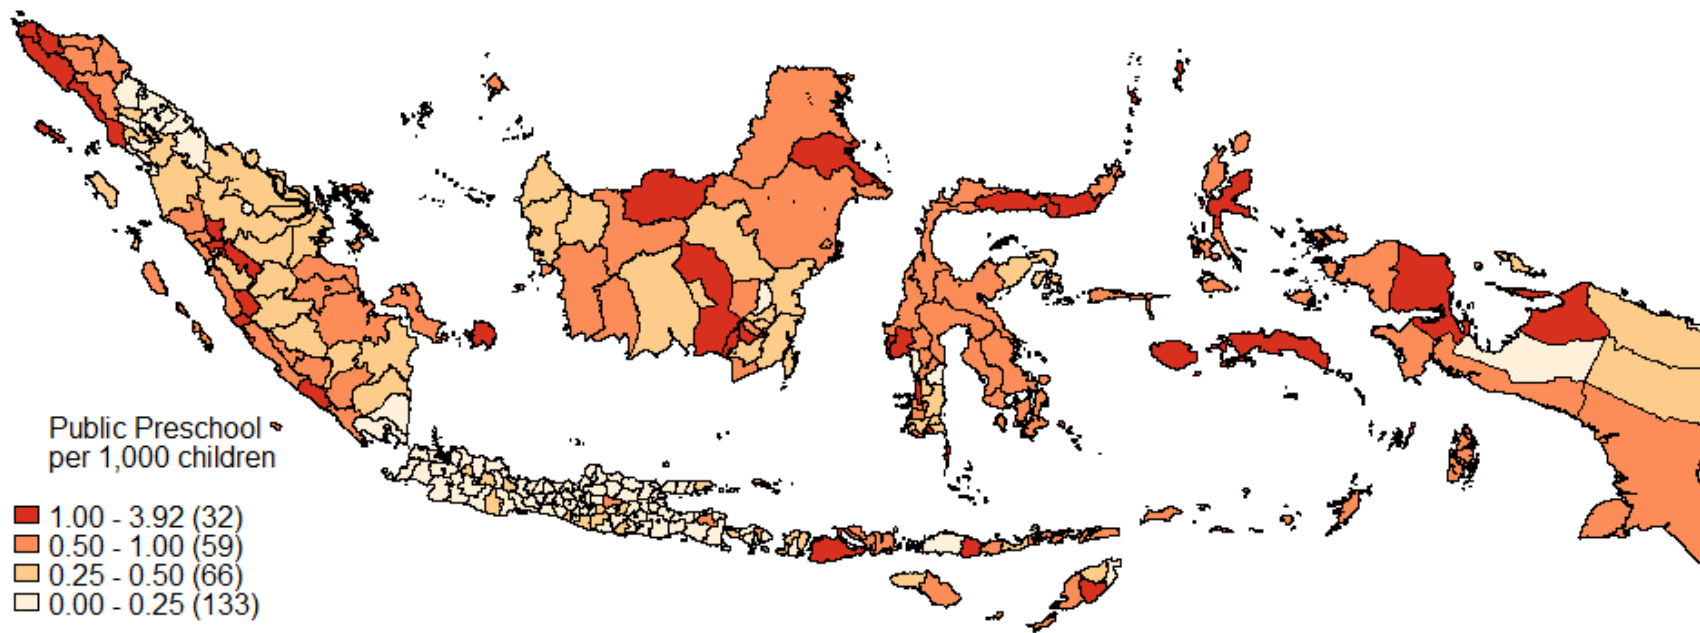 Public Preschool
per 1,000 children
1.00 - 3.92 (32)
0.50 - 1.00 (59)
0.25 - 0.50 (66)
0.00 - 0.25 (133)